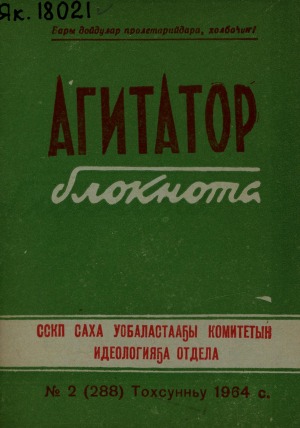 Як. 18021
Бары дойдулар пролетарийдара, холбоһуҥ!
АГИТАТОР
блокнота
ССКП САХА УОБАЛАСТААҔЫ КОМИТЕТЫН
ИДЕОЛОГИЯҔА ОТДЕЛА
№ 2 (288) Тохсунньу 1964 с.